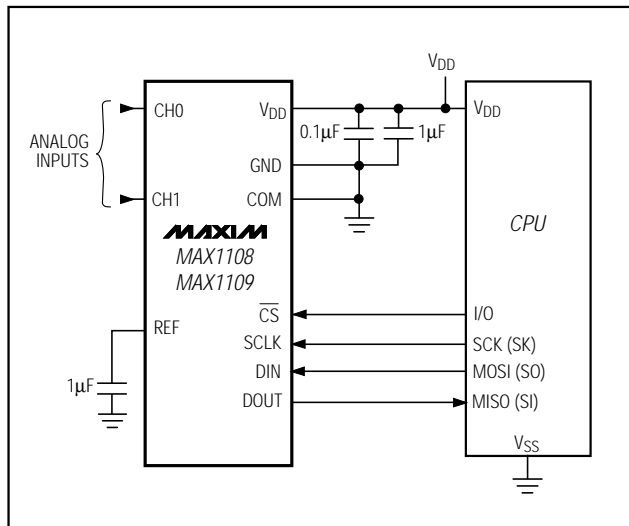 VDD
CH0
VDD
VDD
0.1µF
1µF
ANALOG
INPUTS
GND
CH1
COM
MAXIM
CPU
MAX1108
MAX1109
CS
I/O
REF
SCLK
SCK (SK)
DIN
MOSI (SO)
1µF
DOUT
MISO (SI)
VSS